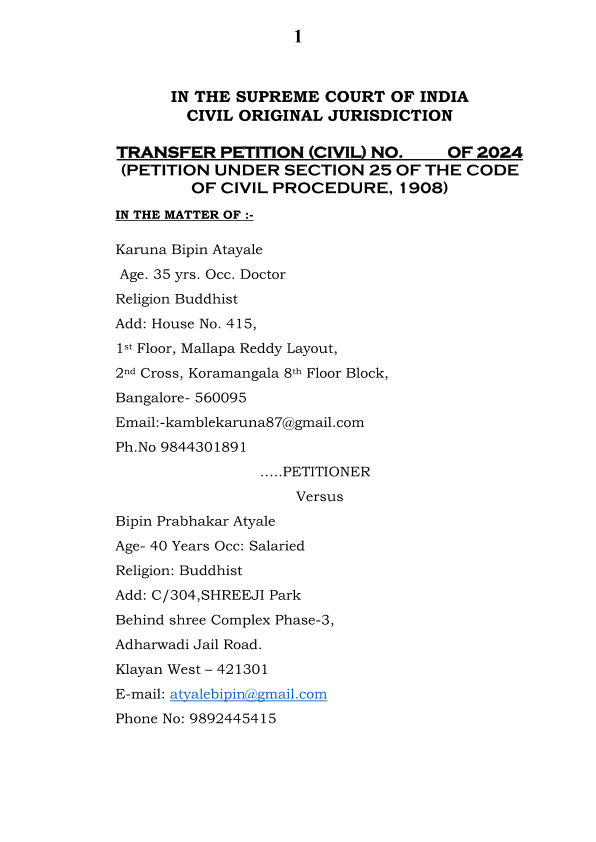 1
IN THE SUPREME COURT OF INDIA
CIVIL ORIGINAL JURISDICTION
TRANSFER PETITION (CIVIL) NO. OF 2024
(PETITION UNDER SECTION 25 OF THE CODE
OF CIVIL PROCEDURE, 1908)
IN THE MATTER OF :-
Karuna Bipin Atayale
Age. 35 yrs. Occ. Doctor
Religion Buddhist
Add: House No. 415,
1st Floor, Mallapa Reddy Layout,
2nd Cross, Koramangala 8th Floor Block,
Bangalore- 560095
Email:-kamblekaruna87@gmail.com
Ph.No 9844301891
.....PETITIONER
Versus
Bipin Prabhakar Atyale
Age- 40 Years Occ: Salaried
Religion: Buddhist
Add: C/304,SHREEJI Park
Behind shree Complex Phase-3,
Adharwadi Jail Road.
Klayan West – 421301
E-mail: atyalebipin@gmail.com
Phone No: 9892445415